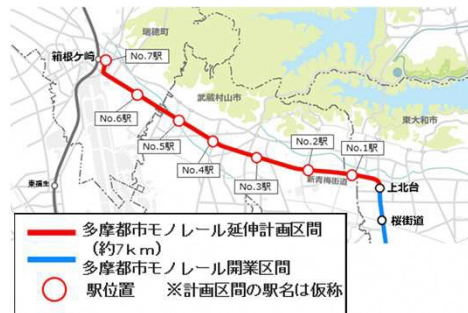 瑞穂町
箱根ケ崎
No.7駅
武蔵村山市
No.6駅
東大和市
No.5駅
No.2駅
No.1駅
No.4駅
No.3駅
新青梅街道
上北台
東福生
桜街道
多摩都市モノレール延伸計画区間
(約7km)
多摩都市モノレール開業区間
駅位置 ※計画区間の駅名は仮称